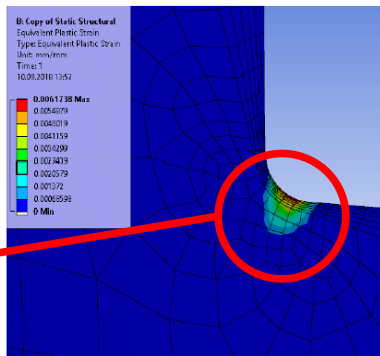 B: Copy of Static Structural
Equivalent Plastic Strain
Type: Equivalent Plastic Strain
Unit: mm/mm
Time: 1
10.09.2018 13:52
0.0061738 Max
0.0054879
0.0048019
0.0041159
0.0034299
0.0027439
0.0020579
0.001372
0.00068598
0 Min